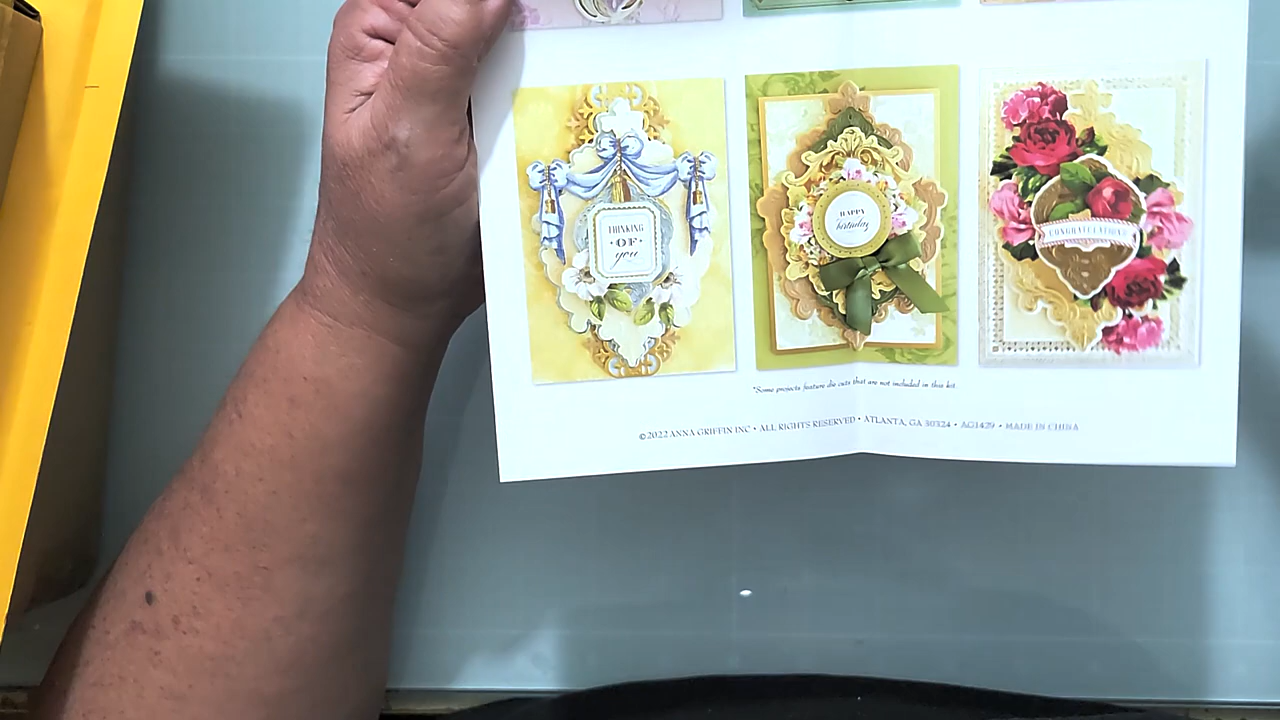 THINKING
• OF •
you
HAPPY
birthday
CONGRATULATIONS
*Some projects feature die cuts that are not included in this kit
©2022 ANNA GRIFFIN INC • ALL RIGHTS RESERVED • ATLANTA, GA 30324 • AG1429 • MADE IN CHINA